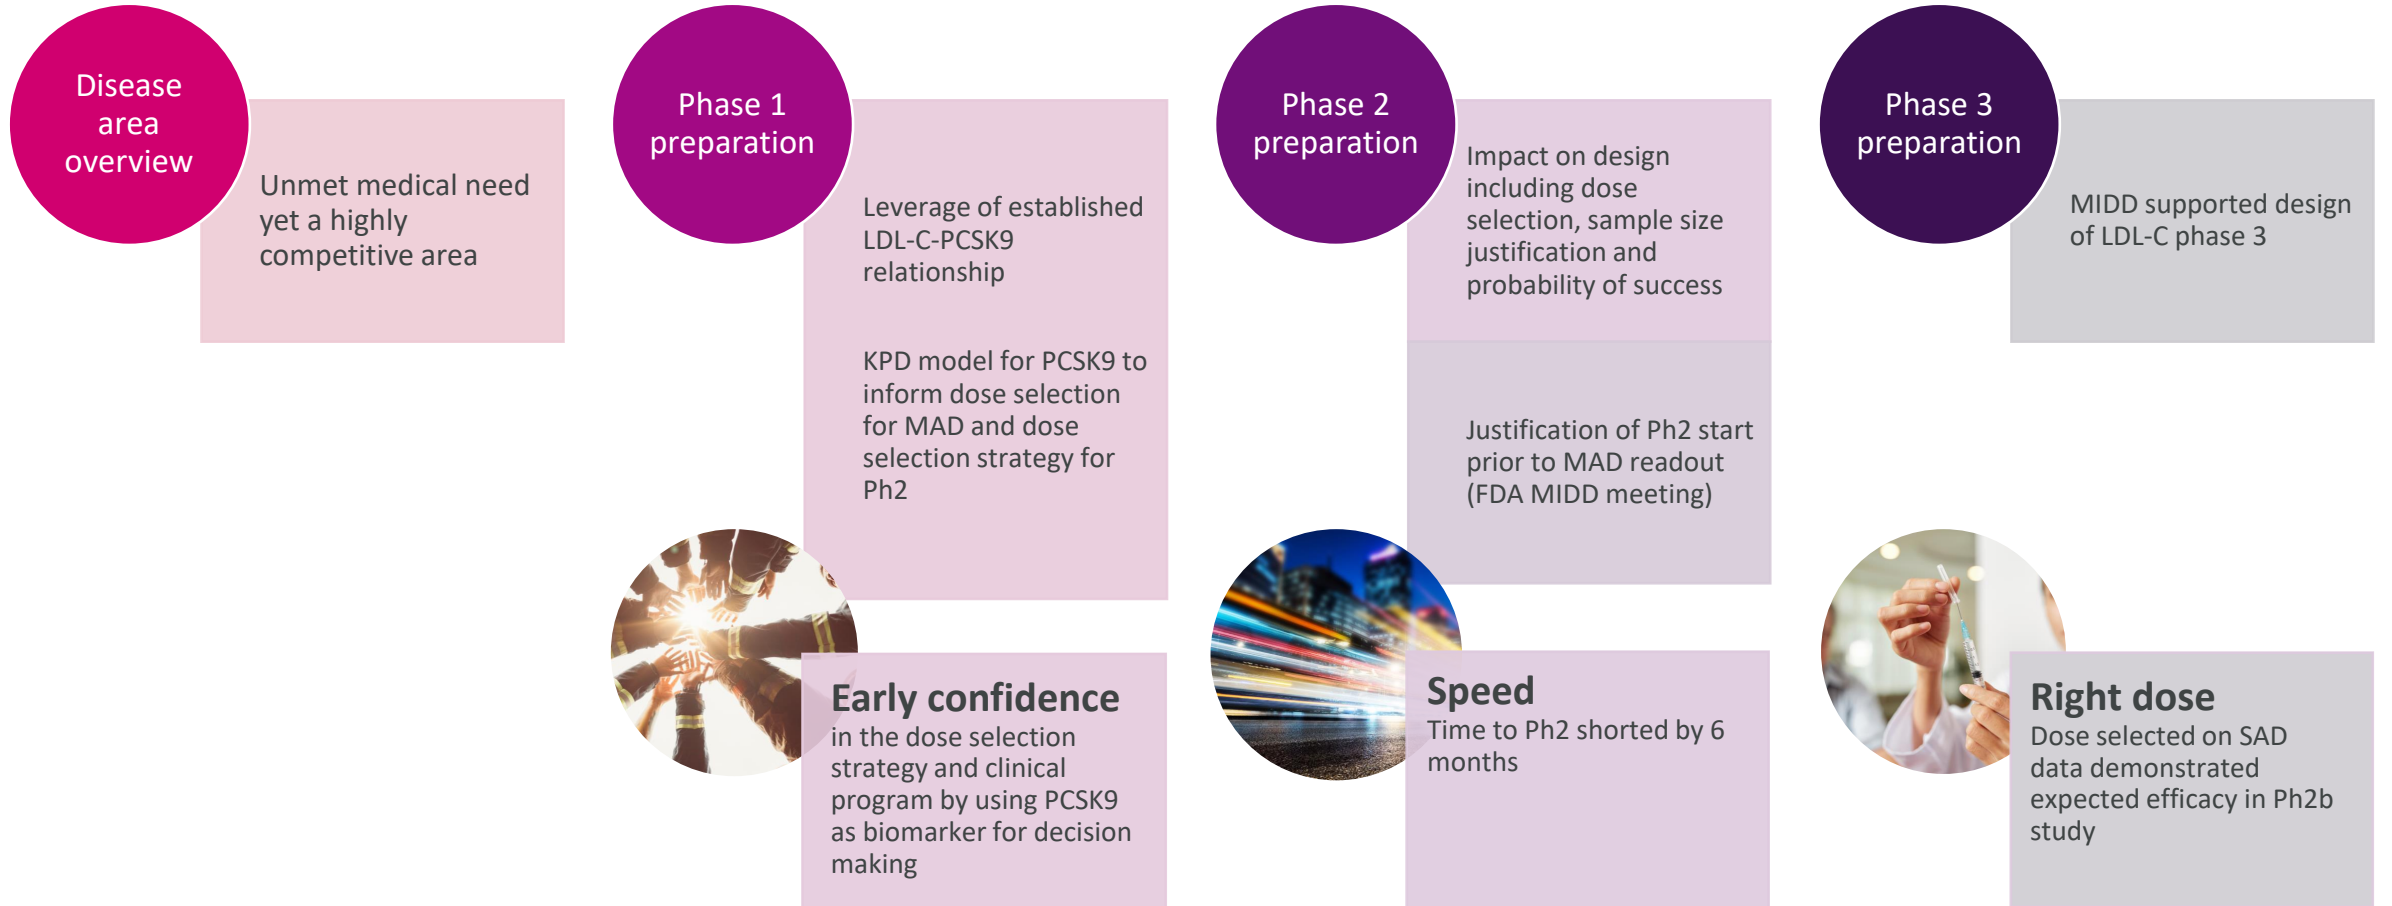 Disease
area
overview
Unmet medical need
yet a highly
competitive area
Phase 1
preparation
Leverage of established
LDL-C-PCSK9
relationship
KPD model for PCSK9 to
inform dose selection
for MAD and dose
selection strategy for
Ph2
Early confidence
in the dose selection
strategy and clinical
program by using PCSK9
as biomarker for decision
making
Phase 2
preparation
Impact on design
including dose
selection, sample size
justification and
probability of success
Justification of Ph2 start
prior to MAD readout
(FDA MIDD meeting)
Speed
Time to Ph2 shorted by 6
months
Phase 3
preparation
MIDD supported design
of LDL-C phase 3
Right dose
Dose selected on SAD
data demonstrated
expected efficacy in Ph2b
study